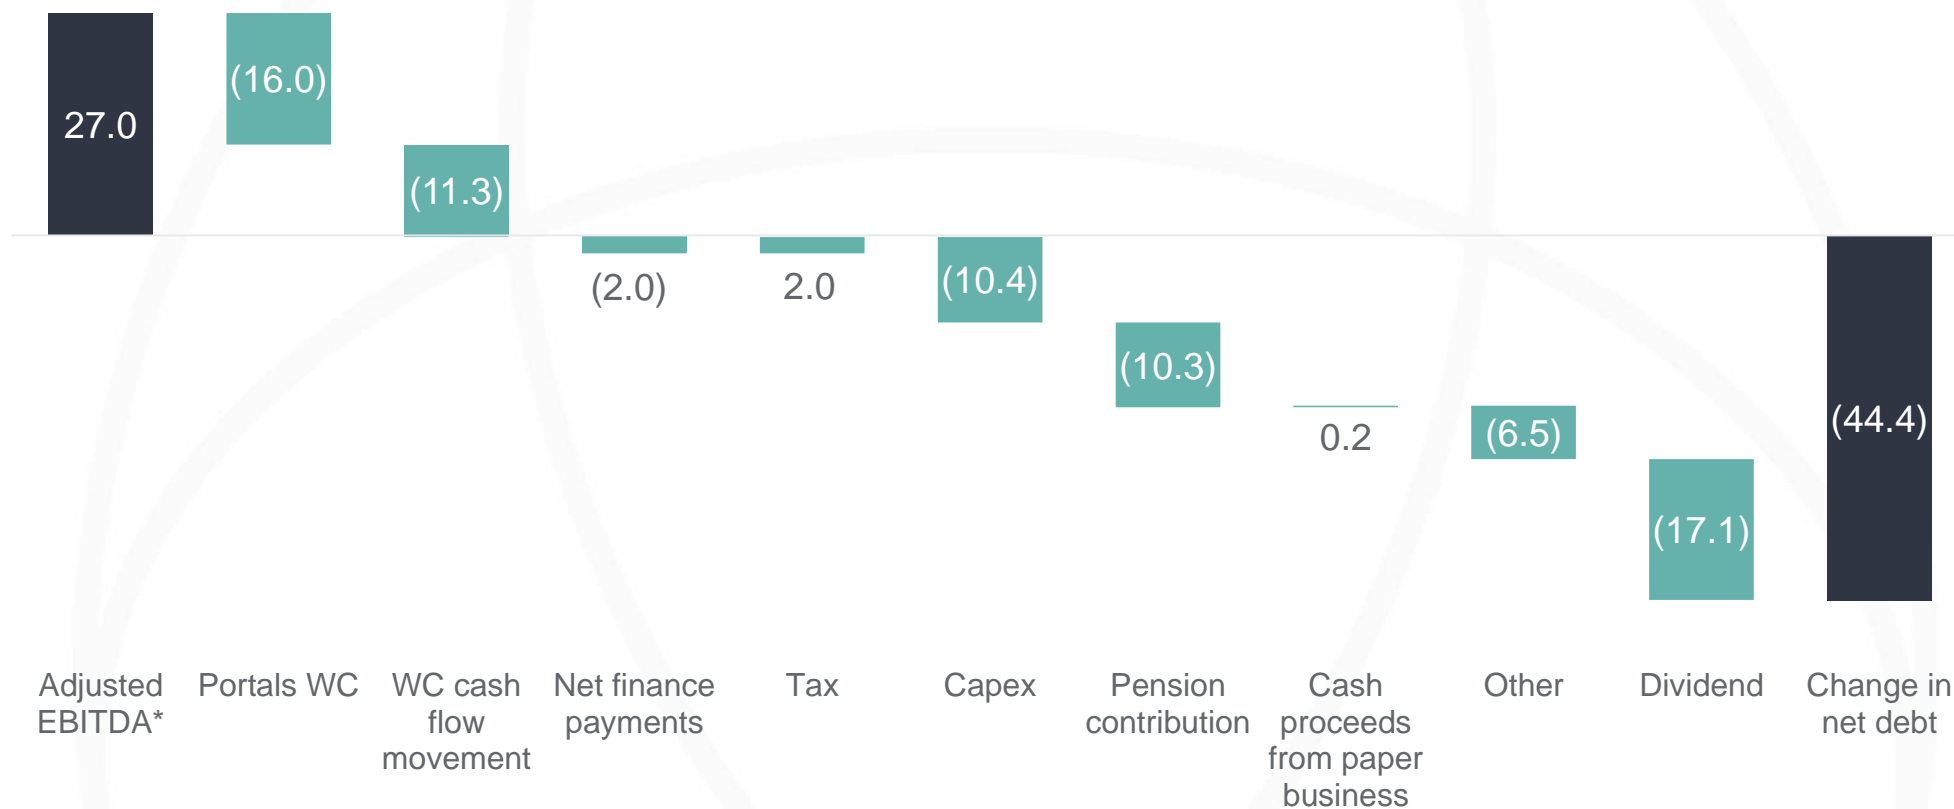 27.0
(16.0)
(11.3)
(2.0)
2.0
(10.4)
(10.3)
0.2
(6.5)
(17.1)
(44.4)
Adjusted
EBITDA*
Portals WC
WC cash
flow
movement
Net finance
payments
Tax
Capex
Pension
contribution
Cash
proceeds
from paper
business
Other
Dividend
Change in
net debt